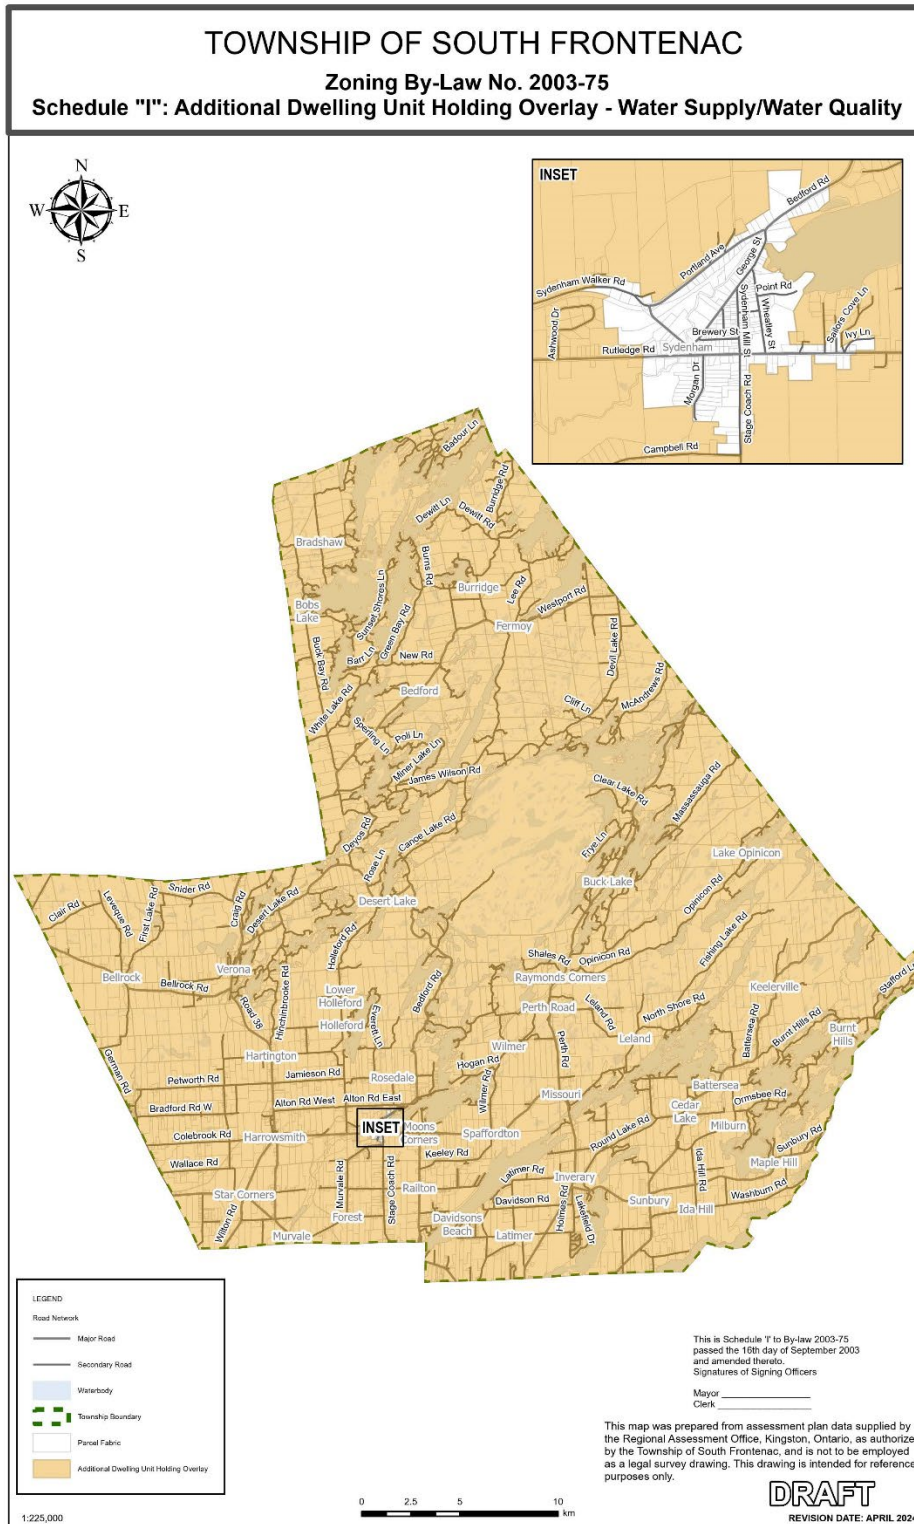 TOWNSHIP OF SOUTH FRONTENAC
Zoning By-Law No. 2003-75
Schedule "I": Additional Dwelling Unit Holding Overlay - Water Supply/Water Quality
N
W
E
S
INSET
Bedford Rd
Portland Ave
George St
Sydenham Walker Rd
Point Rd
Ashwood Dr
Sydenham Mill St
Wheatley St
Sailors Cove Ln
Brewery St
Ivy Ln
Rutledge Rd
Sydenham
Morgan Dr
Stage Coach Rd
Campbell Rd
Badour Ln
Burridge Rd
Dewitt Ln
Dewitt Rd
Bradshaw
Burns Rd
Burridge
Lee Rd
Westport Rd
Sunset Shores Ln
Bobs
Lake
Green Bay Rd
Fermoy
Buck Bay Rd
Barr Ln
New Rd
Devil Lake Rd
McAndrews Rd
Bedford
White Lake Rd
Cliff Ln
Sperling Ln
Poli Ln
Miner Lake Ln
James Wilson Rd
Clear Lake Rd
Massassauga Rd
Deyos Rd
Canoe Lake Rd
Frye Ln
Lake Opinicon
Rose Ln
Buck Lake
Snider Rd
Clair Rd
Leveque Rd
First Lake Rd
Craig Rd
Desert Lake Rd
Desert Lake
Opinicon Rd
Holleford Rd
Fishing Lake Rd
Shales Rd
Opinicon Rd
Verona
Bellrock
Bellrock Rd
Hinchinbrooke Rd
Bedford Rd
Raymonds Corners
Stafford Ln
Lower
Holleford
Keelerville
Road 38
Everett Ln
Perth Road
Leland Rd
North Shore Rd
Holleford
Battersea Rd
Burnt Hills Rd
Burnt
Hills
German Rd
Hartington
Wilmer
Perth Rd
Leland
Hogan Rd
Petworth Rd
Jamieson Rd
Rosedale
Wilmer Rd
Missouri
Battersea
Bradford Rd W
Alton Rd West
Alton Rd East
Cedar
Lake
Ormsbee Rd
Colebrook Rd
Harrowsmith
INSET
Moons
Corners
Spaffordton
Round Lake Rd
Milburn
Sunbury Rd
Wallace Rd
Keeley Rd
Maple Hill
Latimer Rd
Inverary
Ida Hill Rd
Star Corners
Murvale Rd
Stage Coach Rd
Railton
Davidson Rd
Holmes Rd
Lakefield Dr
Sunbury
Washburn Rd
Wilton Rd
Forest
Davidsons
Beach
Ida Hill
Murvale
Latimer
LEGEND
Road Network
Major Road
Secondary Road
Waterbody
Township Boundary
Parcel Fabric
Additional Dwelling Unit Holding Overlay
This is Schedule 'I' to By-law 2003-75
passed the 16th day of September 2003
and amended thereto.
Signatures of Signing Officers
Mayor
Clerk
This map was prepared from assessment plan data supplied by
the Regional Assessment Office, Kingston, Ontario, as authorize
by the Township of South Frontenac, and is not to be employed
as a legal survey drawing. This drawing is intended for reference
purposes only.
DRAFT
REVISION DATE: APRIL 2024
0 2.5 5 10
km
1:225,000